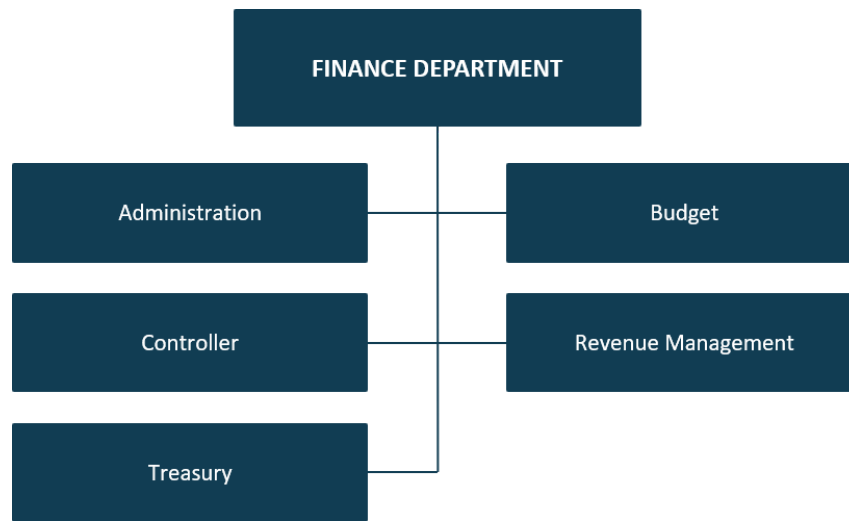 FINANCE DEPARTMENT
Administration
Budget
Controller
Revenue Management
Treasury